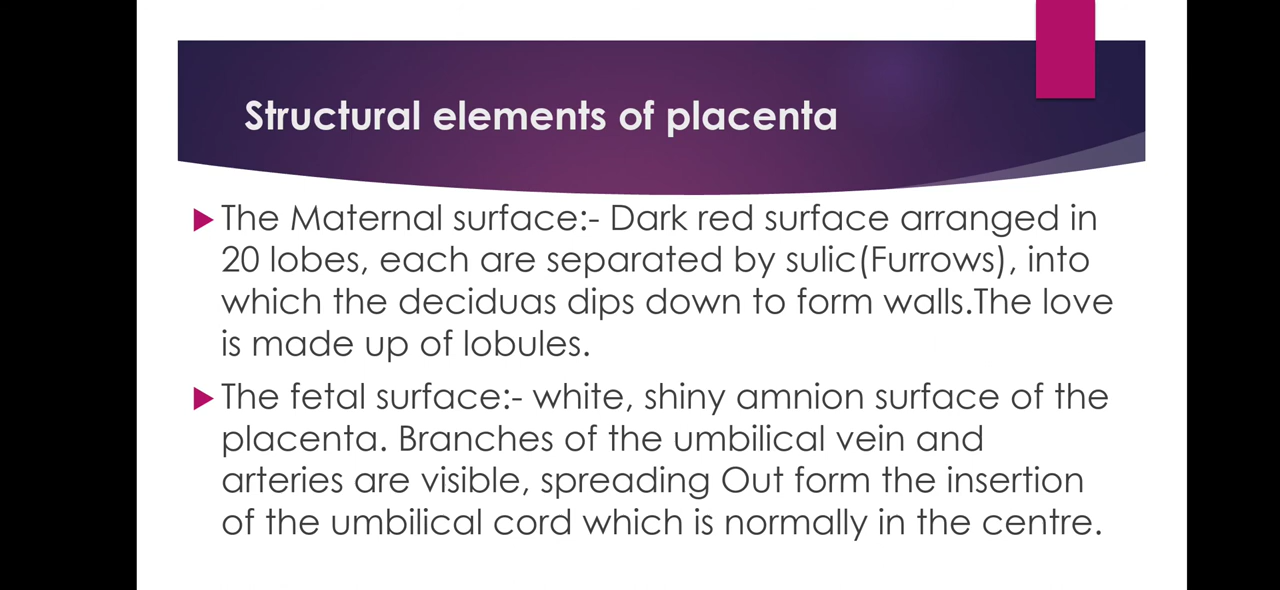 Structural elements of placenta
The Maternal surface:- Dark red surface arranged in
20 lobes, each are separated by sulic(Furrows), into
which the deciduas dips down to form walls.The love
is made up of lobules.
The fetal surface:- white, shiny amnion surface of the
placenta. Branches of the umbilical vein and
arteries are visible, spreading Out form the insertion
of the umbilical cord which is normally in the centre.